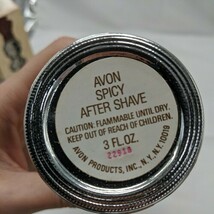 AVON
SPICY
AFTER SHAVE
CAUTION: FLAMMABLE UNTIL DRY.
KEEP OUT OF REACH OF CHILDREN.
3 FL.OZ.
AVON PRODUCTS, INC., N.Y., N.Y. 10019